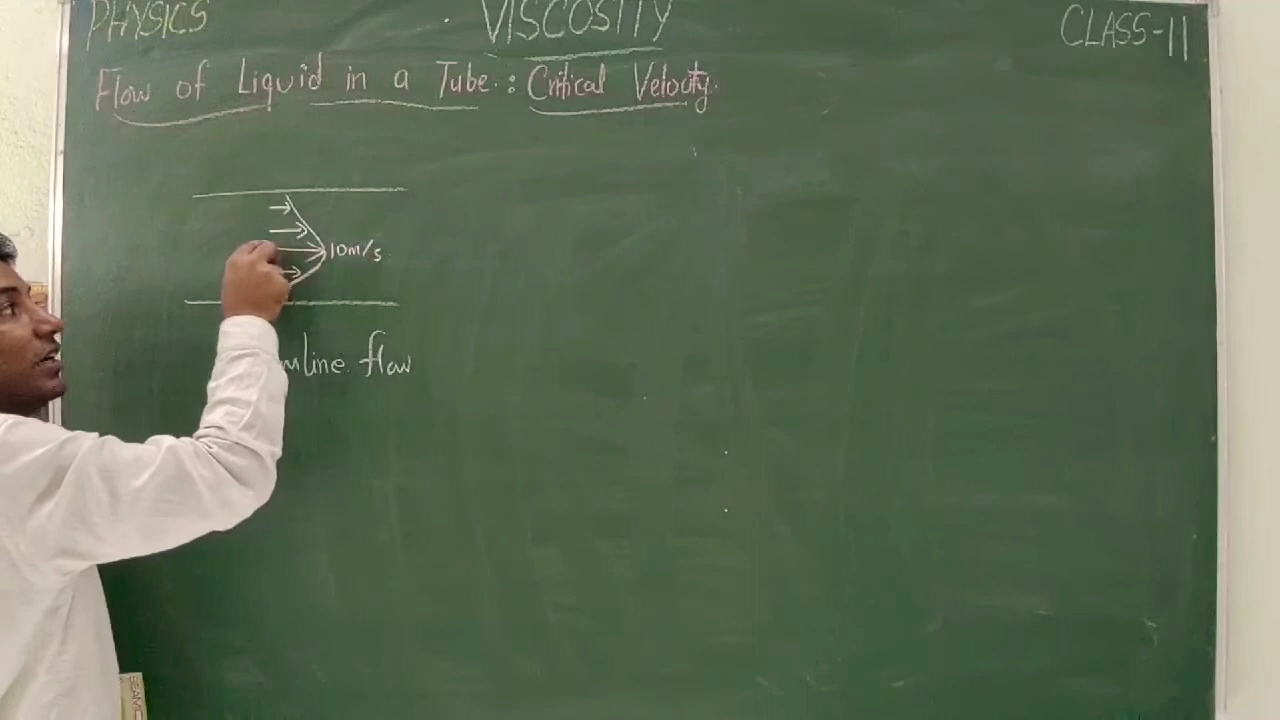 PHYSICS VISCOSITY CLASS-11
Flow of Liquid in a Tube : Critical Velocity.
10m/s
mline flow